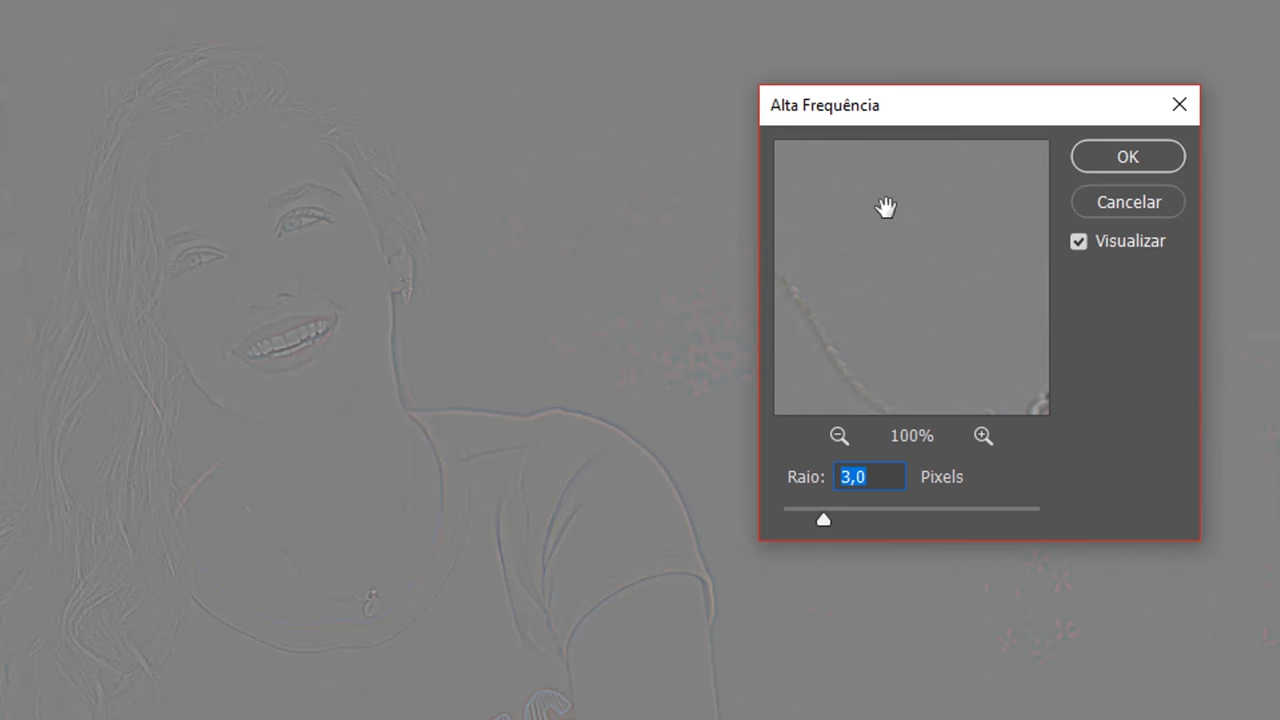 Alta Frequência
OK
Cancelar
Visualizar
100%
Raio: 3,0 Pixels